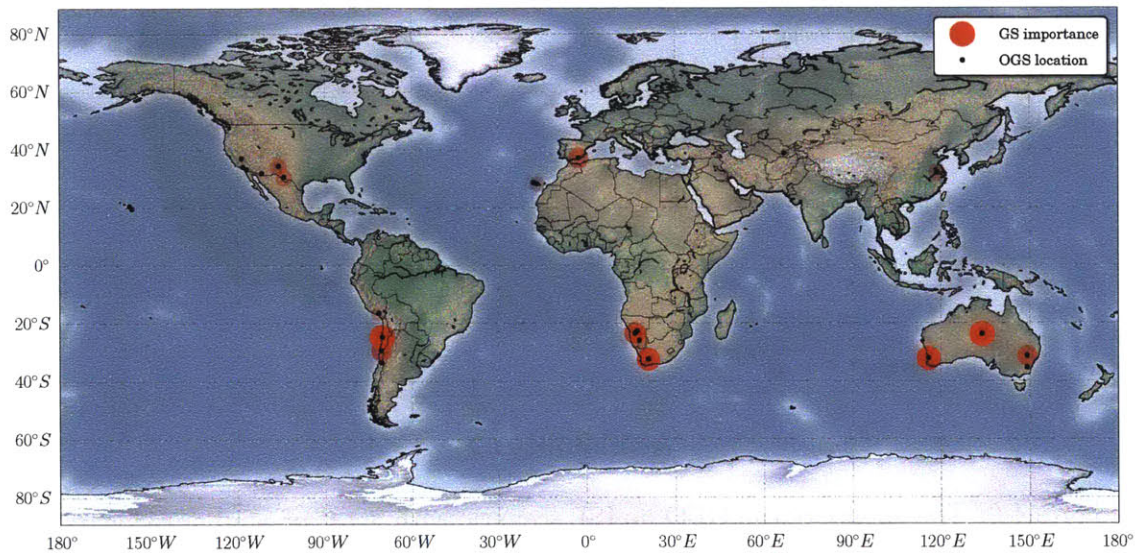 GS importance
OGS location
80°N
60°N
40°N
20°N
0°
20°S
40°S
60°S
80°S
180°
150°W
120°W
90°W
60°W
30°W
0°
30°E
60°E
90°E
120°E
150°E
180°